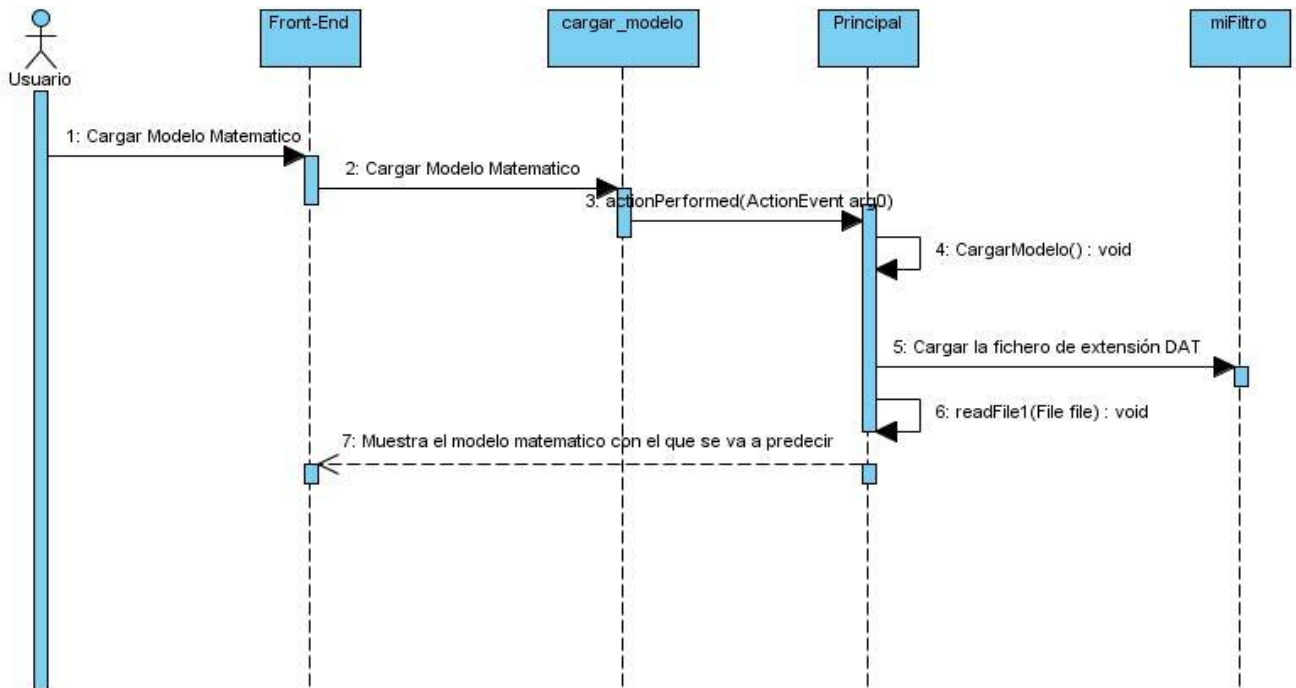 Usuario
Front-End
cargar_modelo
Principal
miFiltro
1: Cargar Modelo Matematico
2: Cargar Modelo Matematico
3: actionPerformed(ActionEvent arg0)
4: CargarModelo() : void
5: Cargar la fichero de extensión DAT
6: readFile1(File file) : void
7: Muestra el modelo matematico con el que se va a predecir